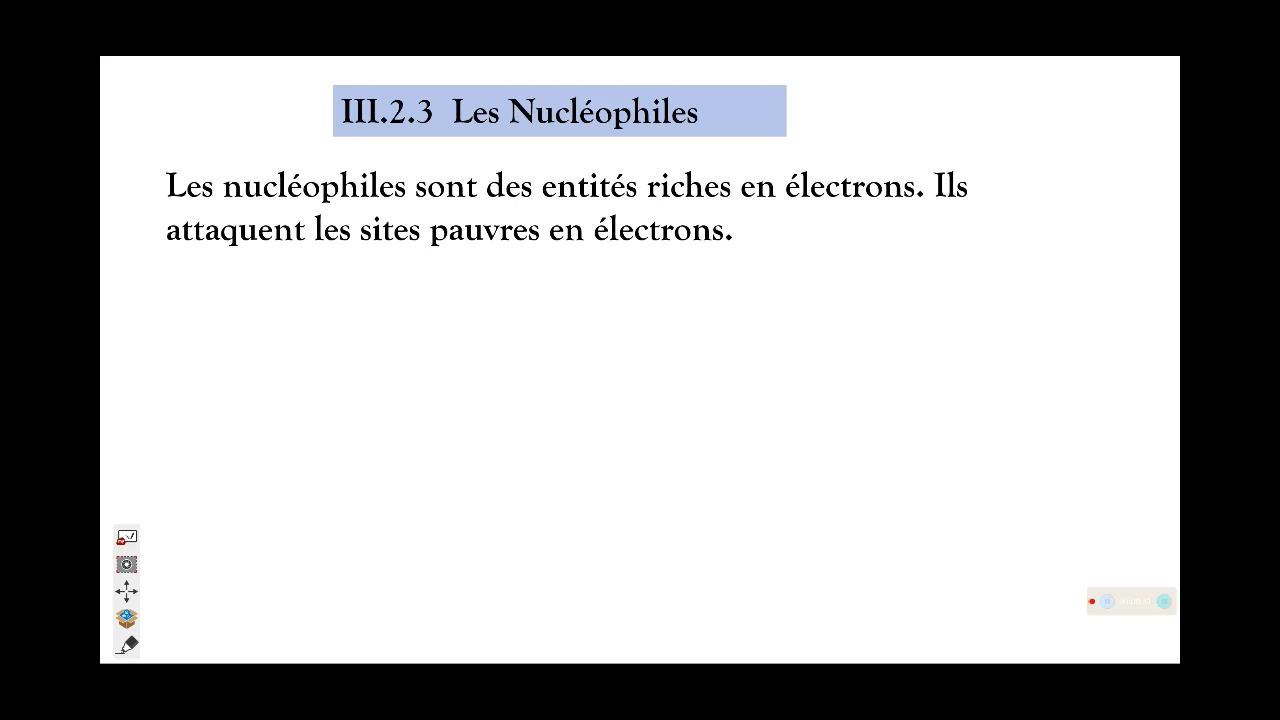 III.2.3 Les Nucléophiles
Les nucléophiles sont des entités riches en électrons. Ils
attaquent les sites pauvres en électrons.